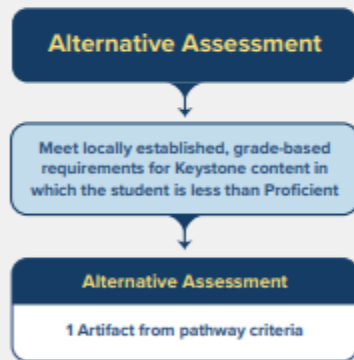 Alternative Assessment
Meet locally established, grade-based
requirements for Keystone content in
which the student is less than Proficient
Alternative Assessment
1 Artifact from pathway criteria